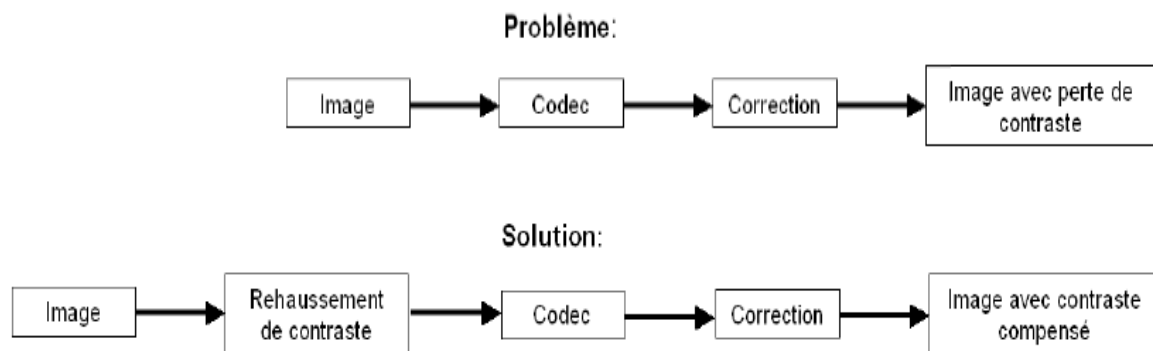 Problème:
Image
Codec
Correction
Image avec perte de
contraste
Solution:
Image
Rehaussement
de contraste
Codec
Correction
Image avec contraste
compensé